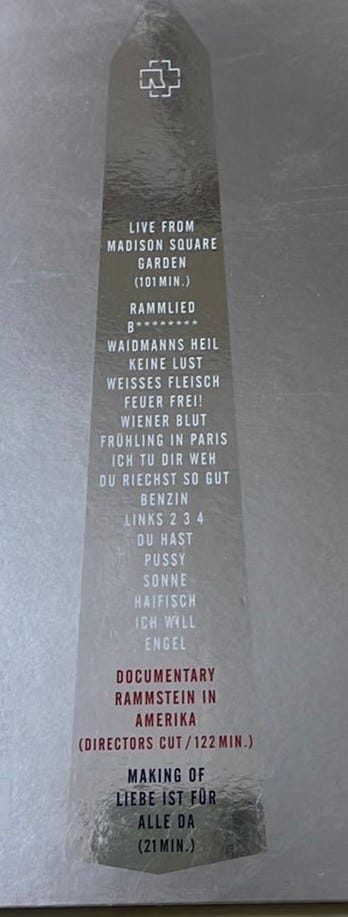 LIVE FROM
MADISON SQUARE
GARDEN
(101 MIN.)
RAMMLIED
B********
WAIDMANNS HEIL
KEINE LUST
WEISSES FLEISCH
FEUER FREI!
WIENER BLUT
FRÜHLING IN PARIS
ICH TU DIR WEH
DU RIECHST SO GUT
BENZIN
LINKS 2 3 4
DU HAST
PUSSY
SONNE
HAIFISCH
ICH WILL
ENGEL
DOCUMENTARY
RAMMSTEIN IN
AMERIKA
(DIRECTORS CUT / 122 MIN.)
MAKING OF
LIEBE IST FÜR
ALLE DA
(21 MIN.)